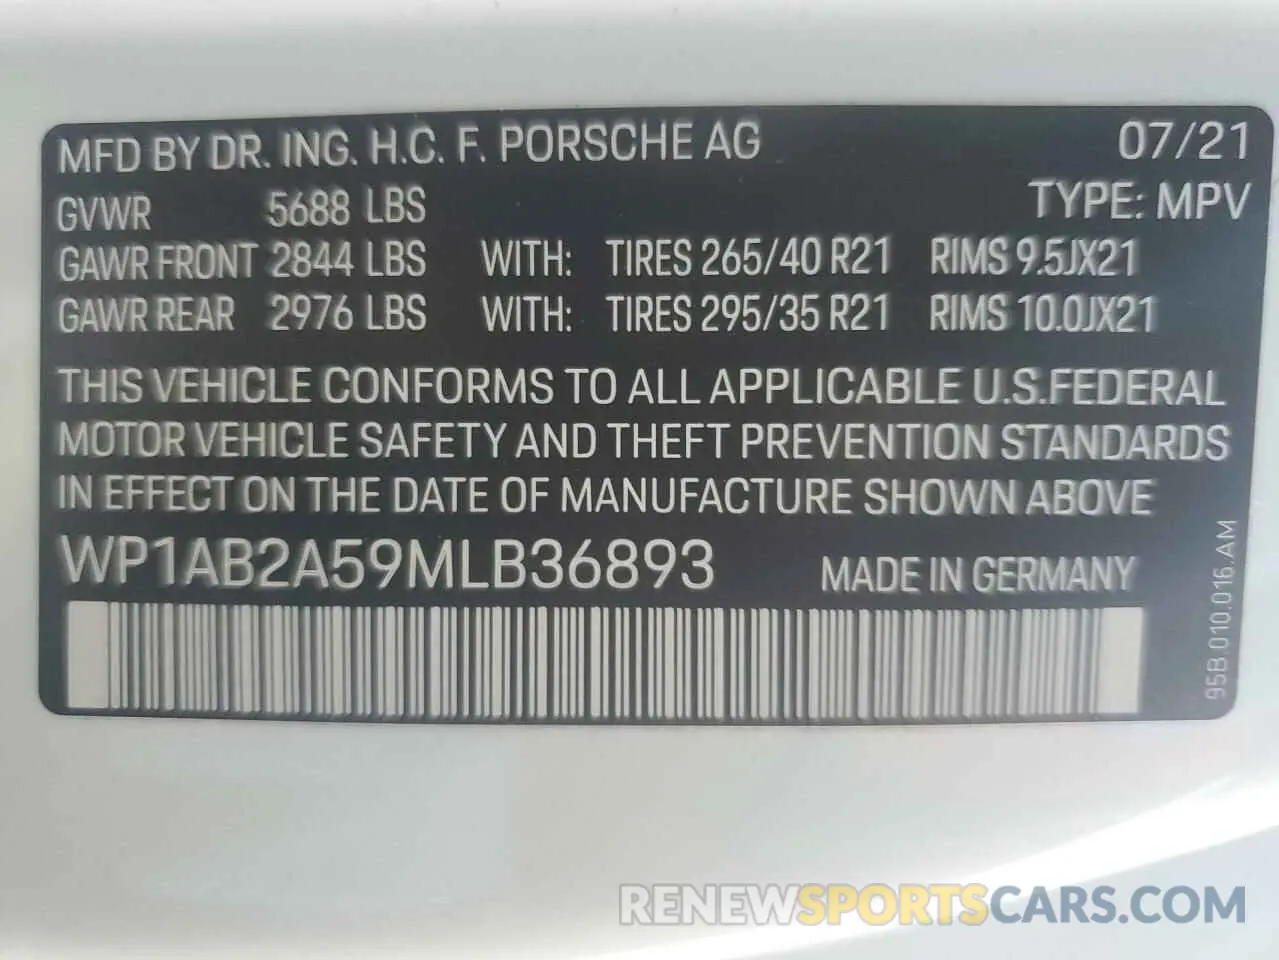 MFD BY DR. ING. H.C. F. PORSCHE AG 07/21
GVWR 5688 LBS TYPE: MPV
GAWR FRONT 2844 LBS WITH: TIRES 265/40 R21 RIMS 9.5JX21
GAWR REAR 2976 LBS WITH: TIRES 295/35 R21 RIMS 10.0JX21
THIS VEHICLE CONFORMS TO ALL APPLICABLE U.S.FEDERAL
MOTOR VEHICLE SAFETY AND THEFT PREVENTION STANDARDS
IN EFFECT ON THE DATE OF MANUFACTURE SHOWN ABOVE
WP1AB2A59MLB36893 MADE IN GERMANY
95B.010.016.AM
RENEWSPORTSCARS.COM